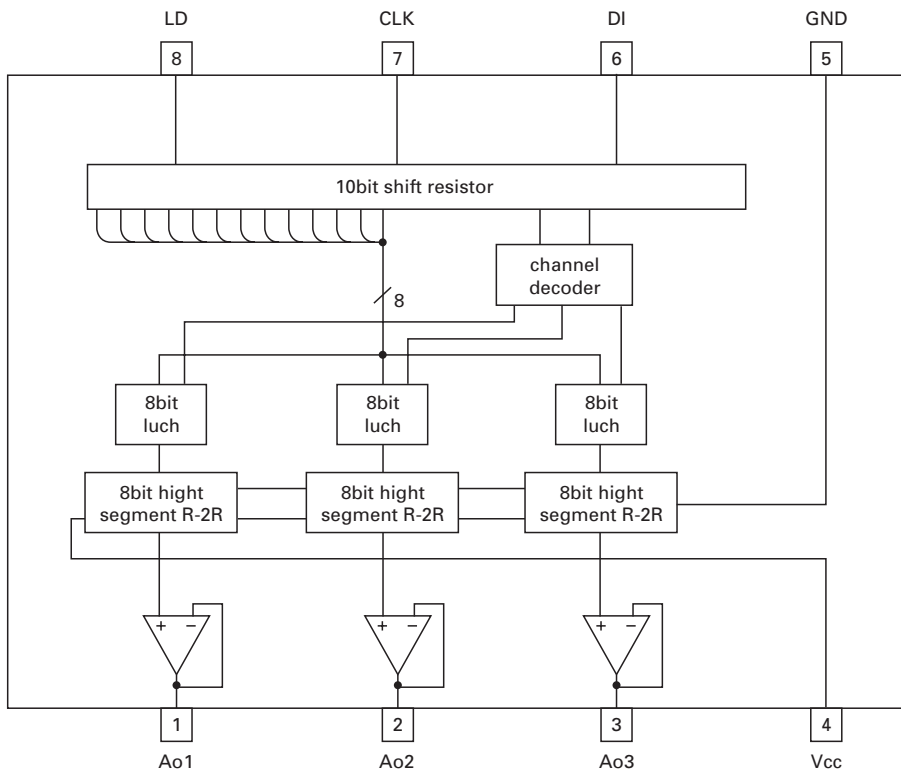 LD CLK DI GND
8 7 6 5
10bit shift resistor
channel
decoder
8
8bit 8bit 8bit
luch luch luch
8bit hight 8bit hight 8bit hight
segment R-2R segment R-2R segment R-2R
+ − + − + −
1 2 3 4
Ao1 Ao2 Ao3 Vcc